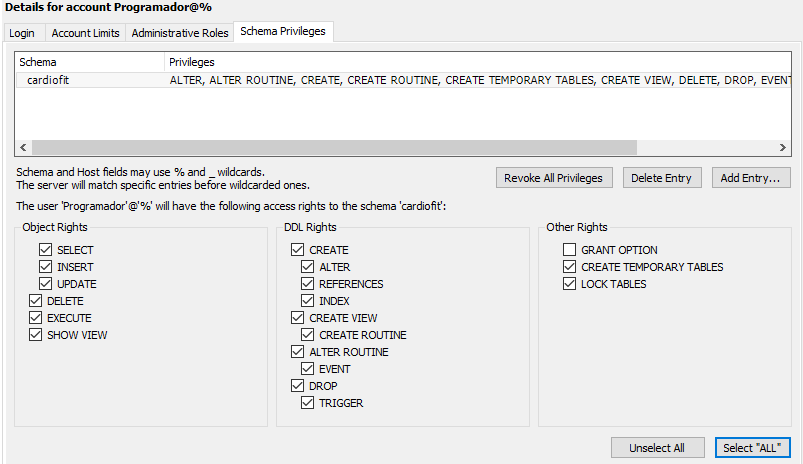 Details for account Programador@%
Login Account Limits Administrative Roles Schema Privileges
Schema Privileges
cardiofit ALTER, ALTER ROUTINE, CREATE, CREATE ROUTINE, CREATE TEMPORARY TABLES, CREATE VIEW, DELETE, DROP, EVENT
Schema and Host fields may use % and _ wildcards.
The server will match specific entries before wildcarded ones.
Revoke All Privileges Delete Entry Add Entry...
The user 'Programador'@'%' will have the following access rights to the schema 'cardiofit':
Object Rights
SELECT
INSERT
UPDATE
DELETE
EXECUTE
SHOW VIEW
DDL Rights
CREATE
ALTER
REFERENCES
INDEX
CREATE VIEW
CREATE ROUTINE
ALTER ROUTINE
EVENT
DROP
TRIGGER
Other Rights
GRANT OPTION
CREATE TEMPORARY TABLES
LOCK TABLES
Unselect All Select "ALL"